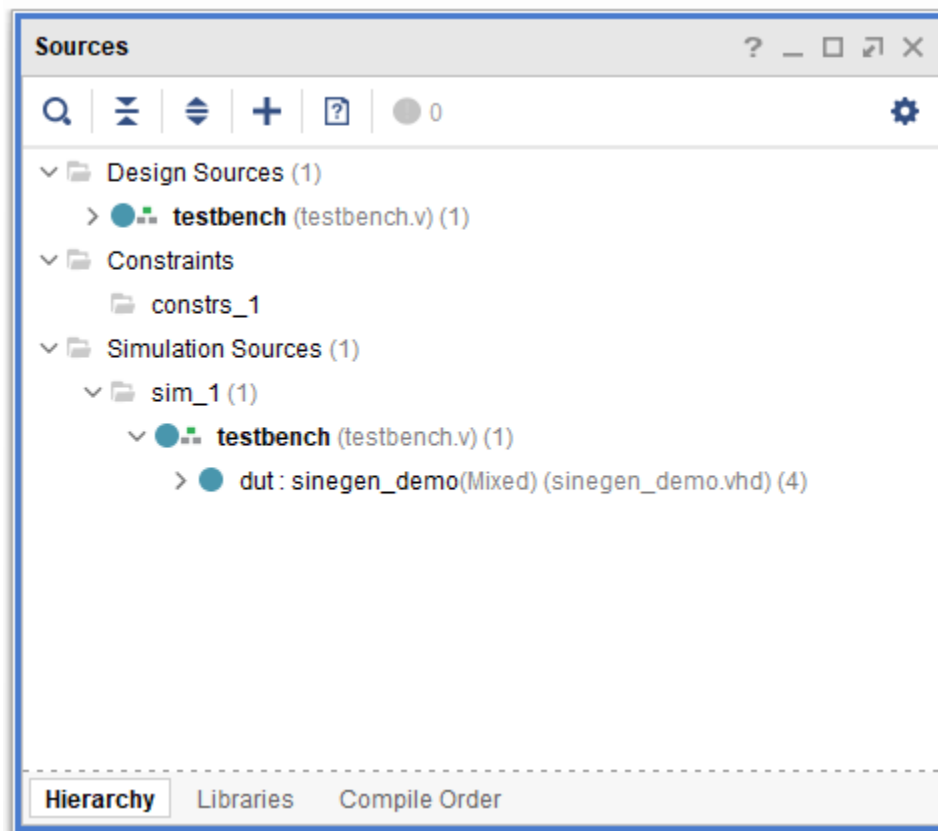 Sources
0
Design Sources (1)
testbench (testbench.v) (1)
Constraints
constrs_1
Simulation Sources (1)
sim_1 (1)
testbench (testbench.v) (1)
dut : sinegen_demo(Mixed) (sinegen_demo.vhd) (4)
Hierarchy Libraries Compile Order